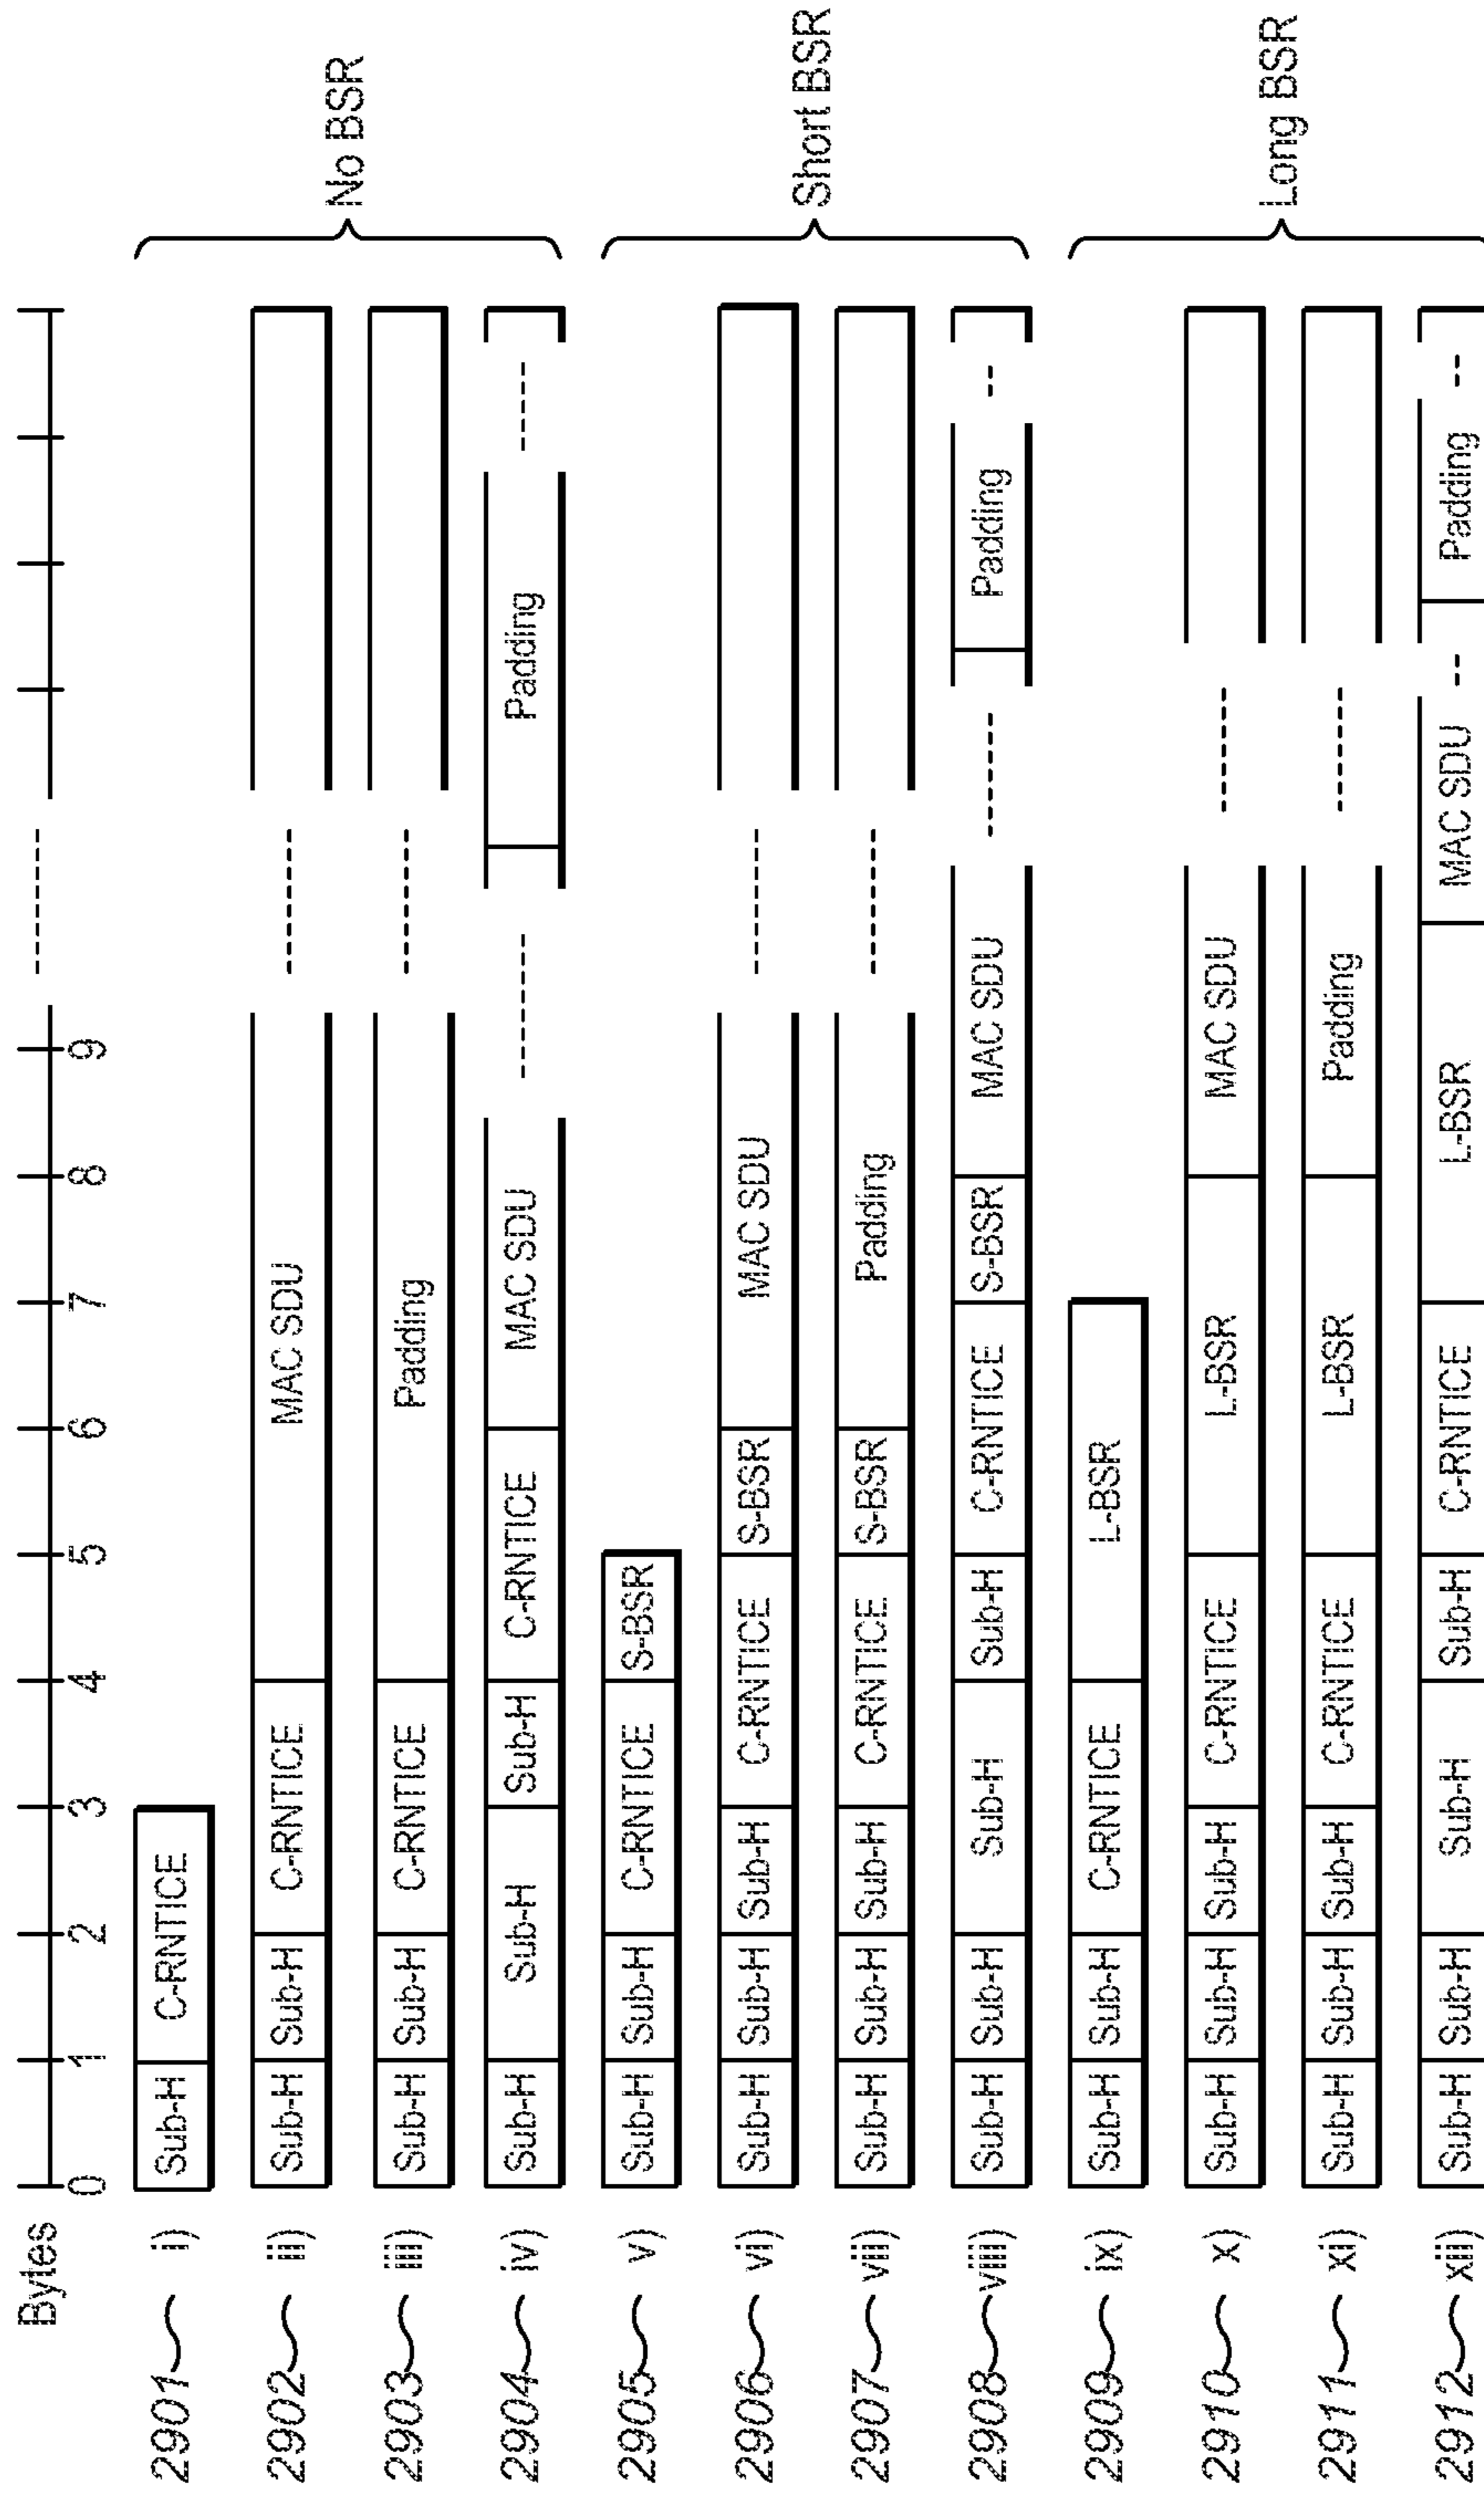 Bytes
0 1 2 3 4 5 6 7 8 9
2901 i) Sub-H C-RNTICE
2902 ii) Sub-H Sub-H C-RNTICE MAC SDU
2903 iii) Sub-H Sub-H C-RNTICE Padding
2904 iv) Sub-H Sub-H Sub-H C-RNTICE MAC SDU Padding
No BSR
2905 v) Sub-H Sub-H C-RNTICE S-BSR
2906 vi) Sub-H Sub-H Sub-H C-RNTICE S-BSR MAC SDU
2907 vii) Sub-H Sub-H Sub-H C-RNTICE S-BSR Padding
2908 viii) Sub-H Sub-H Sub-H Sub-H C-RNTICE S-BSR MAC SDU Padding
Short BSR
2909 ix) Sub-H Sub-H C-RNTICE L-BSR
2910 x) Sub-H Sub-H Sub-H C-RNTICE L-BSR MAC SDU
2911 xi) Sub-H Sub-H Sub-H C-RNTICE L-BSR Padding
2912 xii) Sub-H Sub-H Sub-H Sub-H C-RNTICE L-BSR MAC SDU Padding
Long BSR